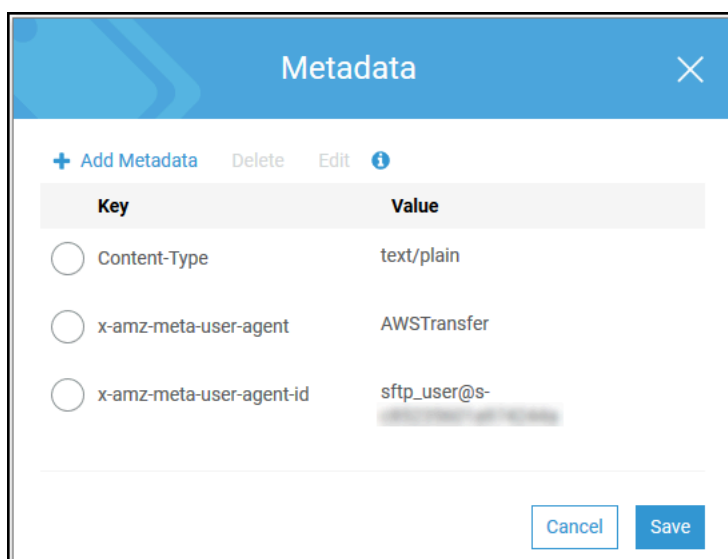 Metadata
Add Metadata Delete Edit
Key Value
Content-Type text/plain
x-amz-meta-user-agent AWSTransfer
x-amz-meta-user-agent-id sftp_user@s-
Cancel Save